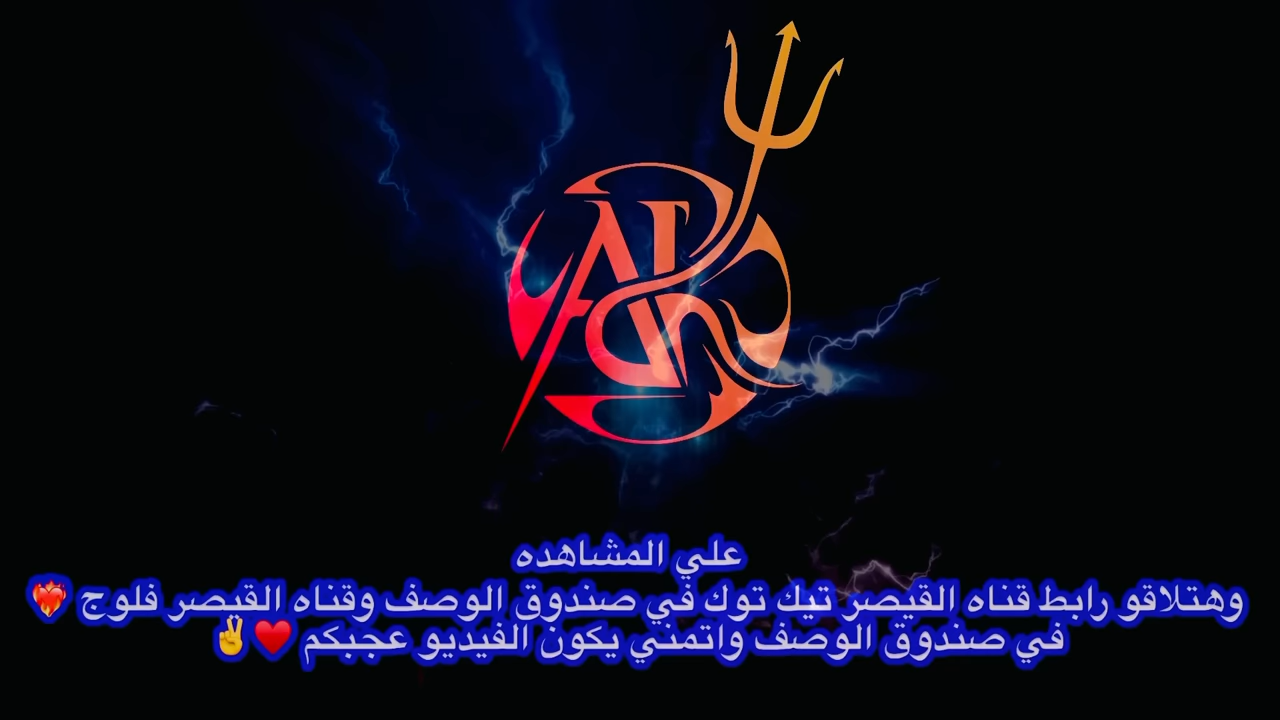 علي المشاهده
وهتلاقو رابط قناه القيصر تيك توك في صندوق الوصف وقناه القيصر فلوج ❤️‍🔥
في صندوق الوصف واتمني يكون الفيديو عجبكم ♥️✌️